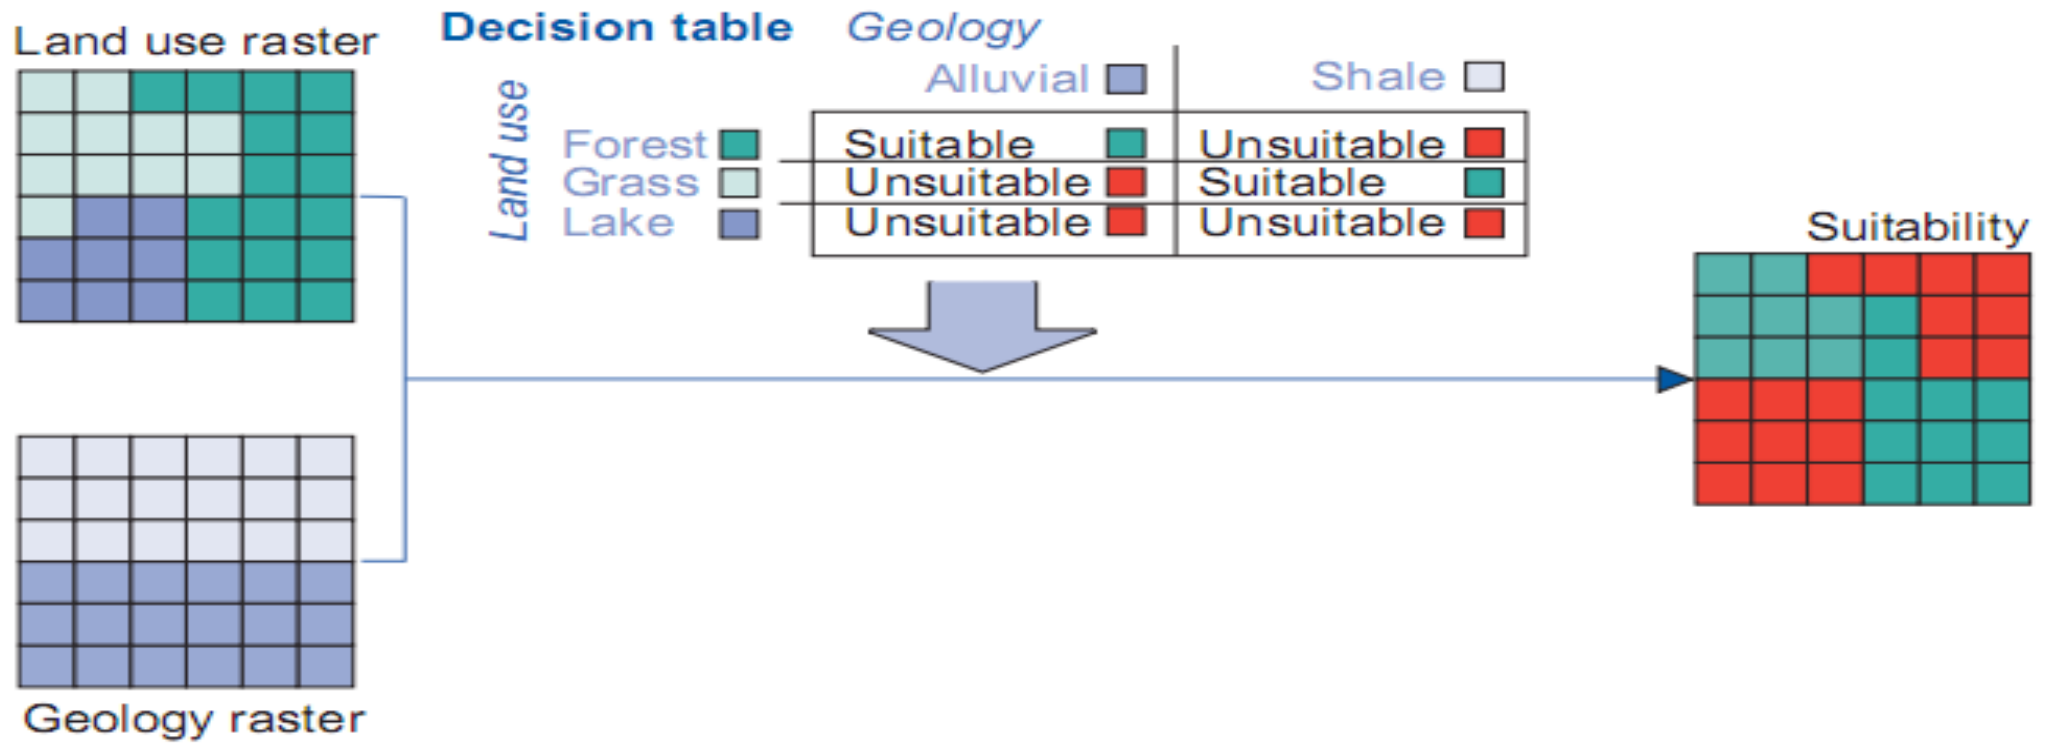 Land use raster
Decision table Geology
Alluvial Shale
Land use
Forest Suitable Unsuitable
Grass Unsuitable Suitable
Lake Unsuitable Unsuitable
Suitability
Geology raster